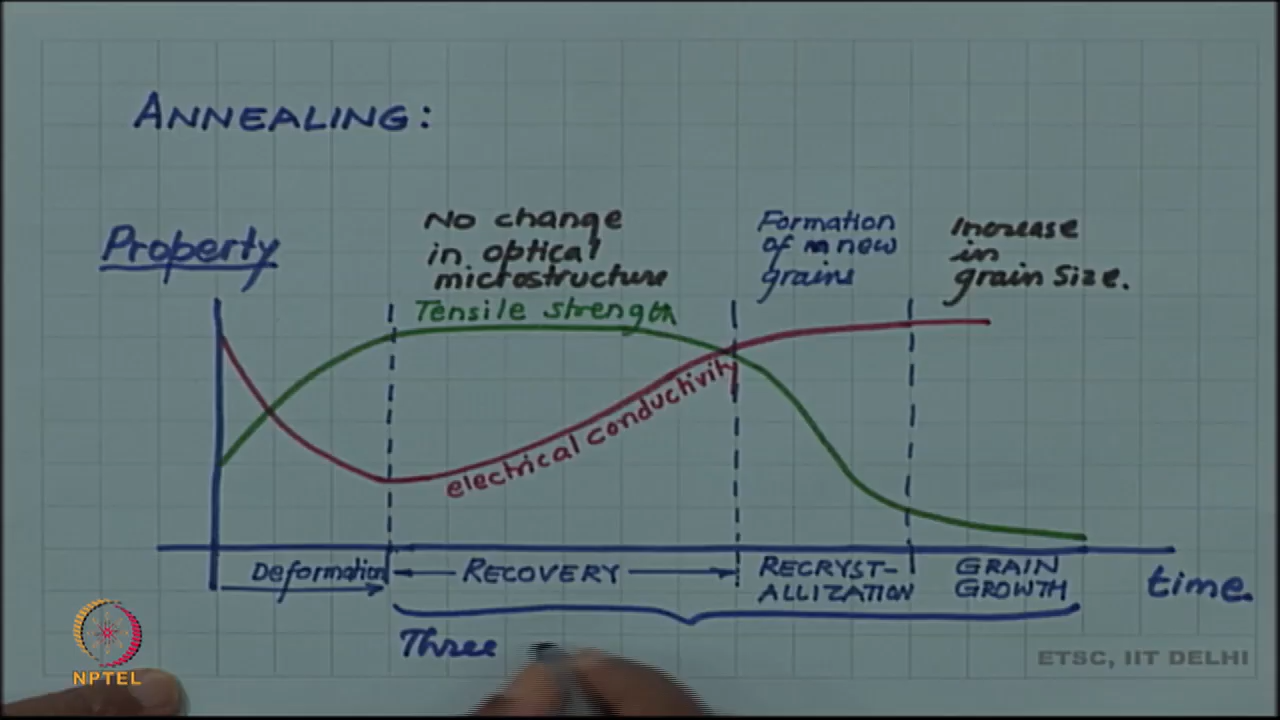 ANNEALING:
Property
No change
in optical
microstructure
Formation
of new
grains
Increase
in
grain size.
Tensile strength
electrical conductivity
Deformation
RECOVERY
RECRYST-
ALLIZATION
GRAIN
GROWTH
time
Three
NPTEL
ETSC, IIT DELHI